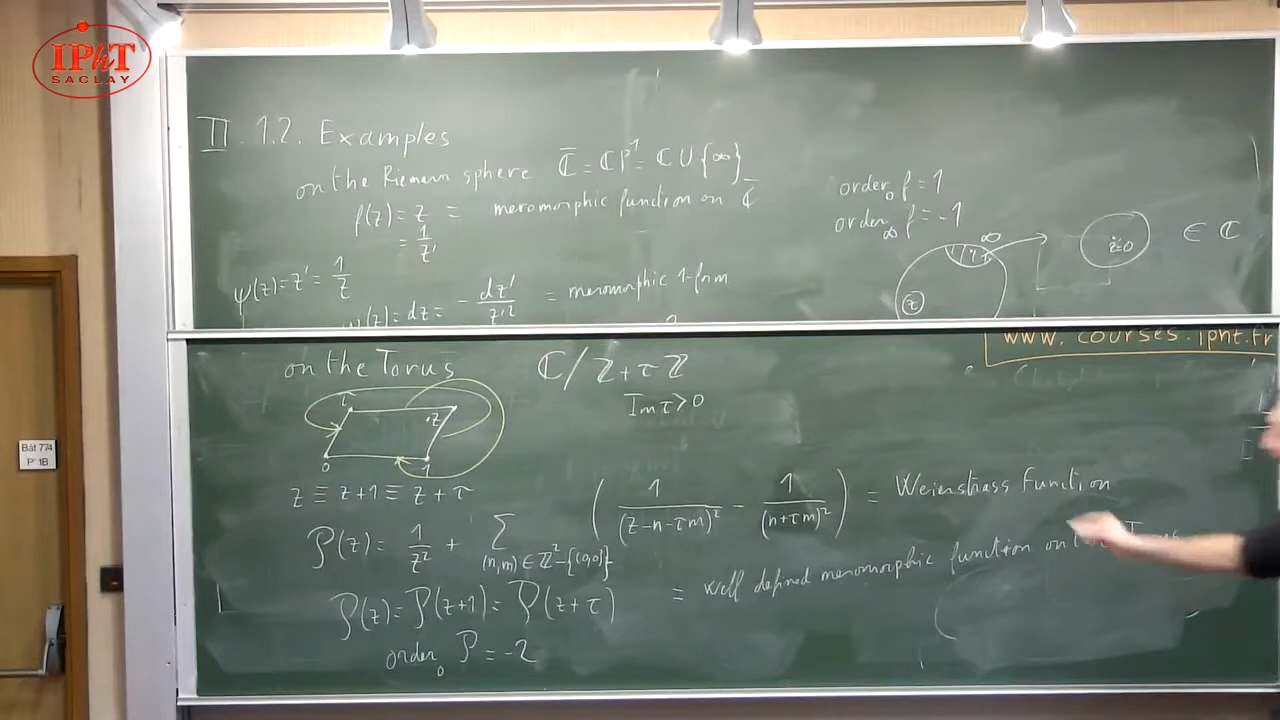 IPhT
SACLAY
II. 1.2. Examples
on the Riemann sphere ℂ̄ = ℂP¹ = ℂ ∪ {∞}
f(z) = z = meromorphic function on ℂ̄
= 1/z'
order₀ f = 1
order_∞ f = -1
∞
z=0
∈ ℂ
z
ψ(z) = z' = 1/z
ω(z) = dz = - dz'/z'² = meromorphic 1-form
www.courses.ipht.fr
on the Torus ℂ/ℤ+τℤ
Im τ > 0
τ
z
0
1
z ≡ z+1 ≡ z+τ
℘(z) = 1/z² + Σ (n,m) ∈ ℤ² - {(0,0)} ( 1/(z-n-τm)² - 1/(n+τm)² ) = Weierstrass Function
℘(z) = ℘(z+1) = ℘(z+τ) = well defined meromorphic function on
order₀ ℘ = -2
Bât 774
P 1B